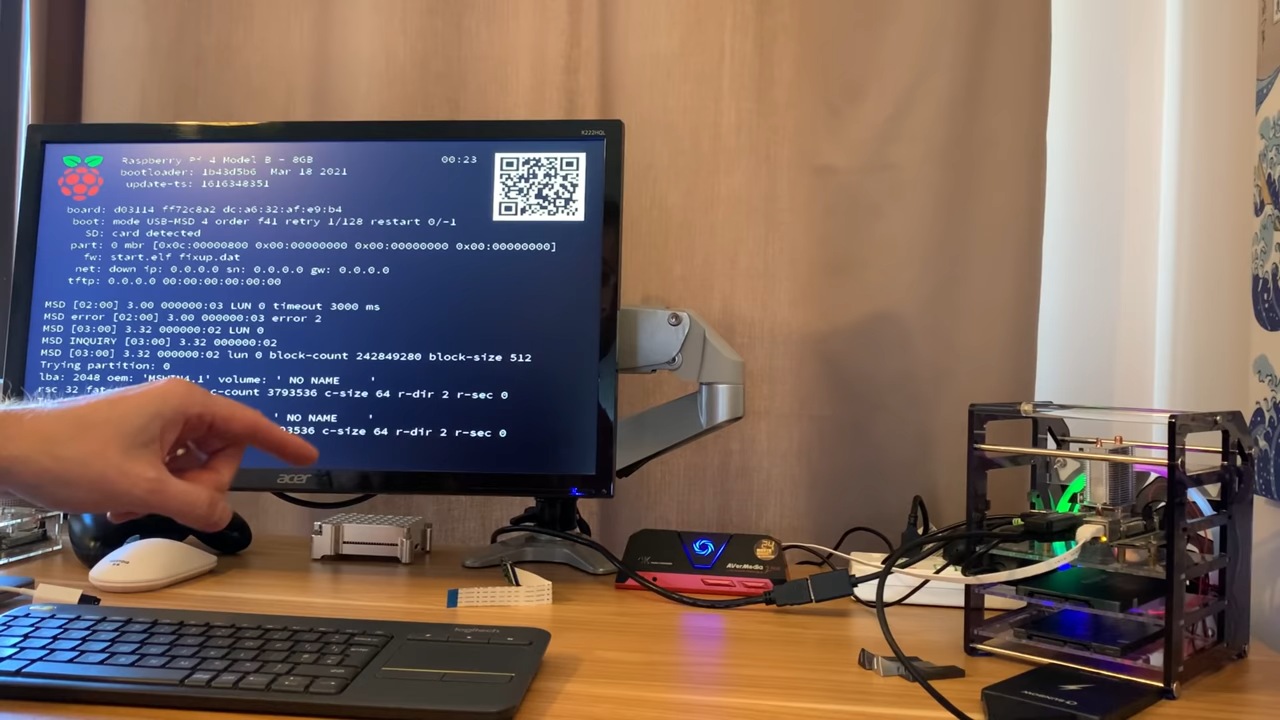 X222HQL
Raspberry Pi 4 Model B - 8GB
00:23
bootloader: 1b43d5b6 Mar 18 2021
update-ts: 1616348351
board: d03114 ff72c8a2 dc:a6:32:af:e9:b4
boot: mode USB-MSD 4 order f41 retry 1/128 restart 0/-1
SD: card detected
part: 0 mbr [0x0c:00000800 0x00:00000000 0x00:00000000 0x00:00000000]
fw: start.elf fixup.dat
net: down ip: 0.0.0.0 sn: 0.0.0.0 gw: 0.0.0.0
tftp: 0.0.0.0 00:00:00:00:00:00
MSD [02:00] 3.00 000000:03 LUN 0 timeout 3000 ms
MSD error [02:00] 3.00 000000:03 error 2
MSD [03:00] 3.32 000000:02 LUN 0
MSD INQUIRY [03:00] 3.32 000000:02
MSD [03:00] 3.32 000000:02 lun 0 block-count 242849280 block-size 512
Trying partition: 0
lba: 2048 oem: 'MSWIN4.1' volume: ' NO NAME '
rsc 32 c-count 3793536 c-size 64 r-dir 2 r-sec 0
' NO NAME '
93536 c-size 64 r-dir 2 r-sec 0
acer
AVerMedia
logitech